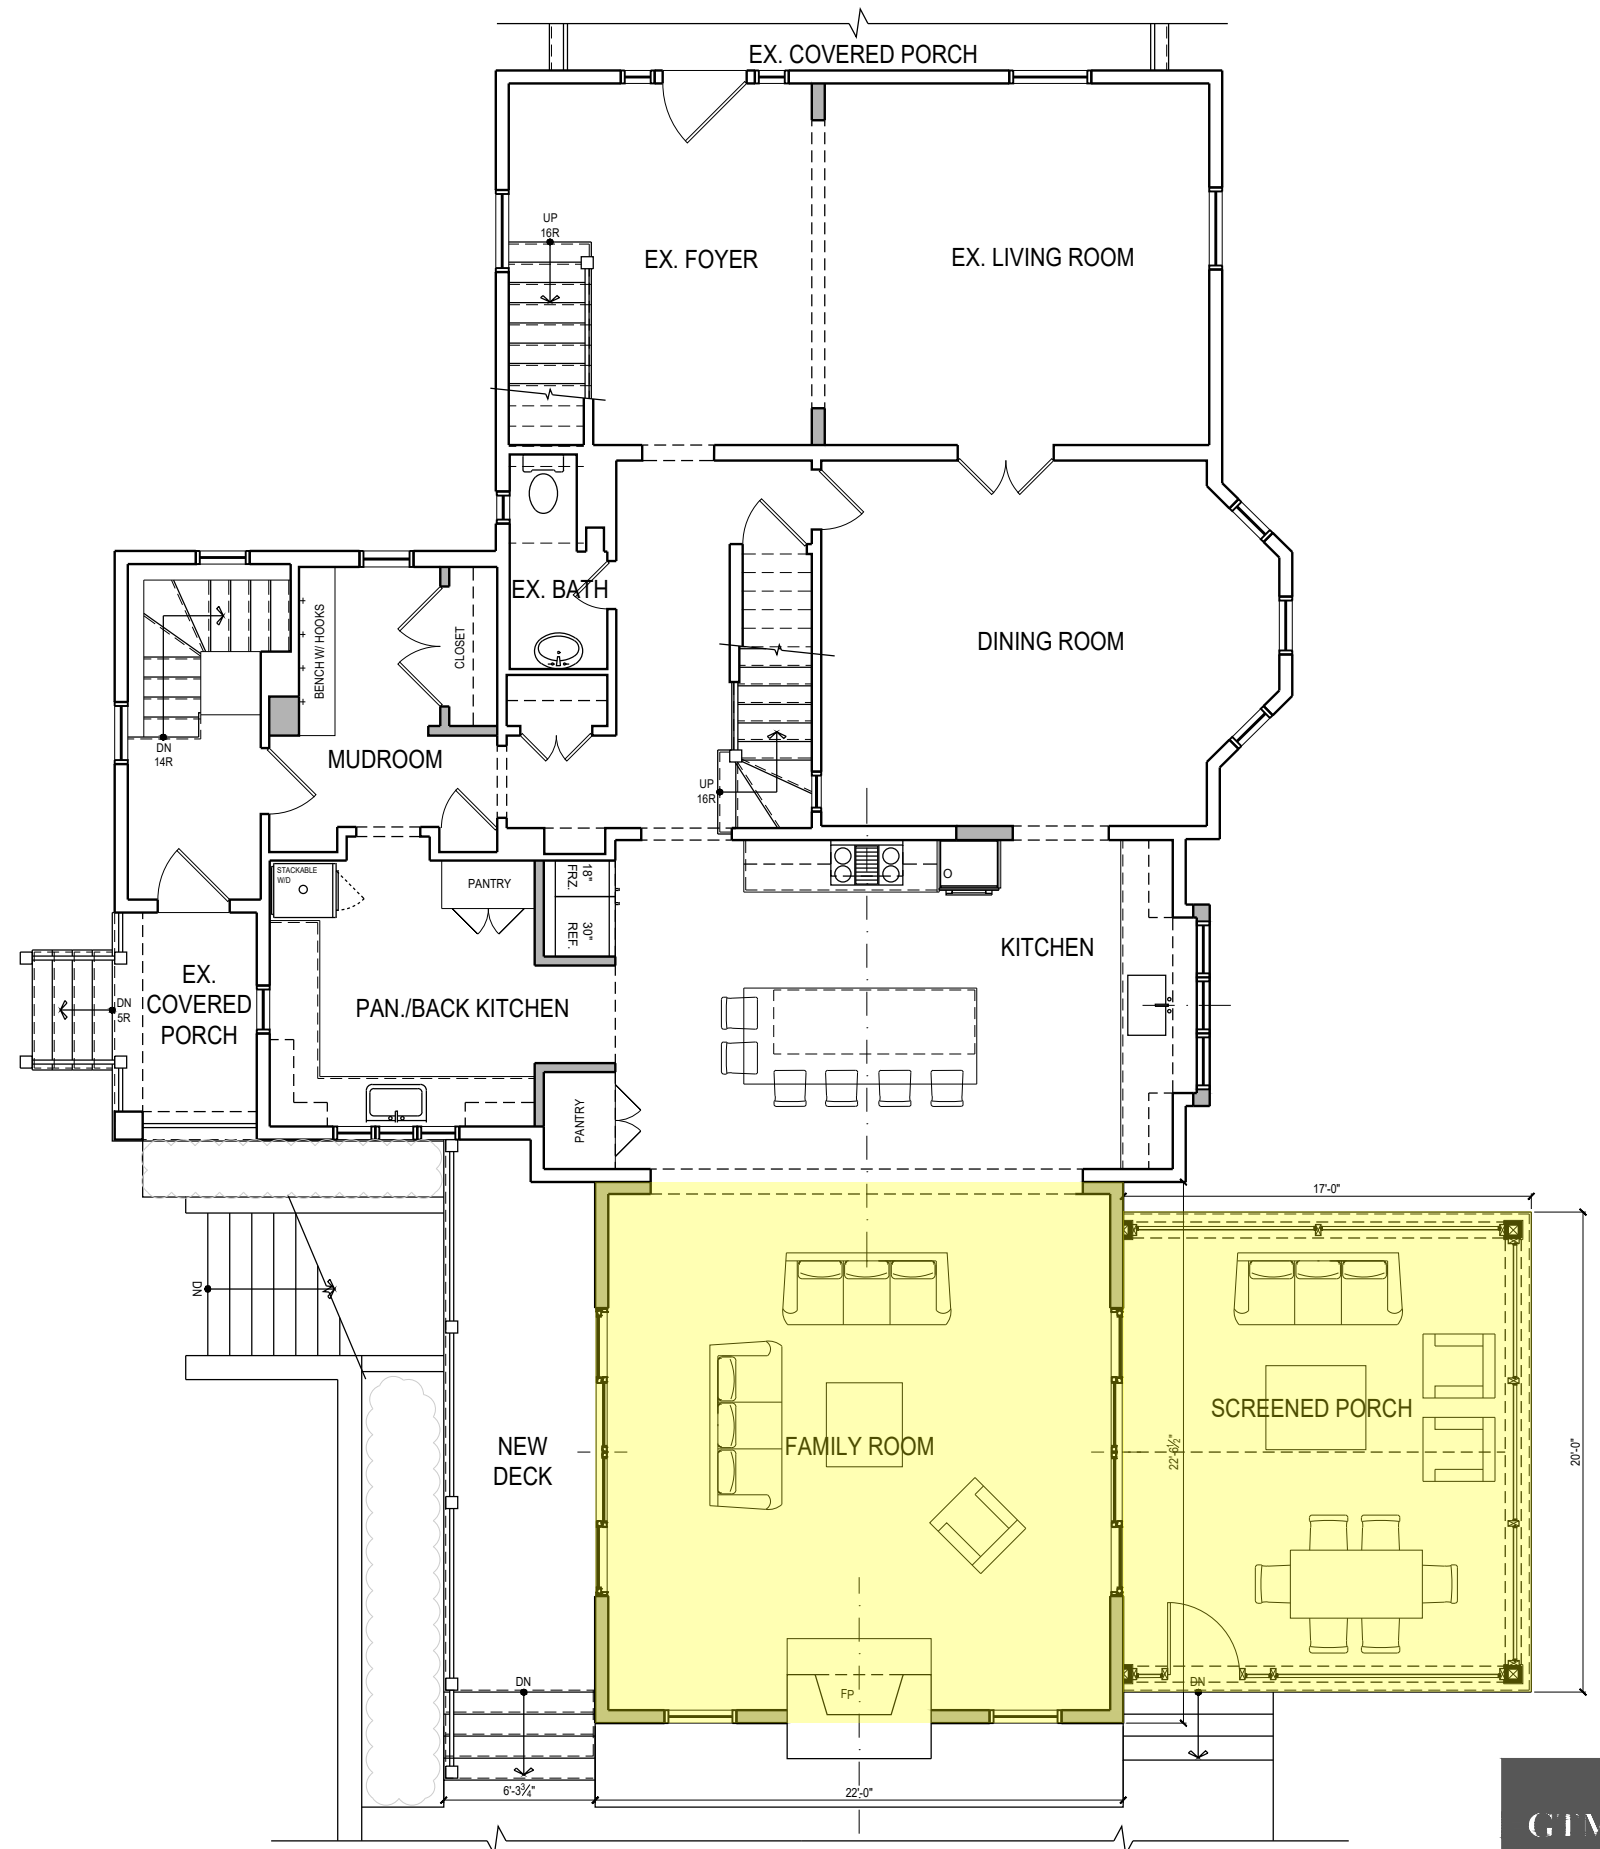 EX. COVERED PORCH
UP
16R
EX. FOYER
EX. LIVING ROOM
EX. BATH
BENCH W/ HOOKS
CLOSET
DINING ROOM
DN
14R
MUDROOM
UP
16R
STACKABLE
W/D
PANTRY
18"
FRZ.
30"
REF.
KITCHEN
EX.
COVERED
PORCH
DN
5R
PAN./BACK KITCHEN
PANTRY
17'-0"
DN
SCREENED PORCH
FAMILY ROOM
NEW
DECK
22'-6½"
20'-0"
FP
DN
DN
6'-3¾"
22'-0"
GTM